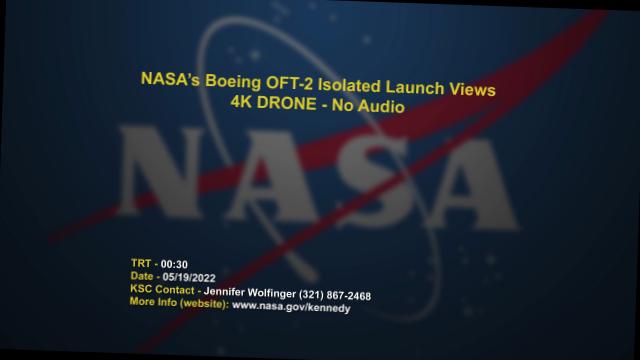 NASA's Boeing OFT-2 Isolated Launch Views
4K DRONE - No Audio
NASA
TRT - 00:30
Date - 05/19/2022
KSC Contact - Jennifer Wolfinger (321) 867-2468
More Info (website): www.nasa.gov/kennedy